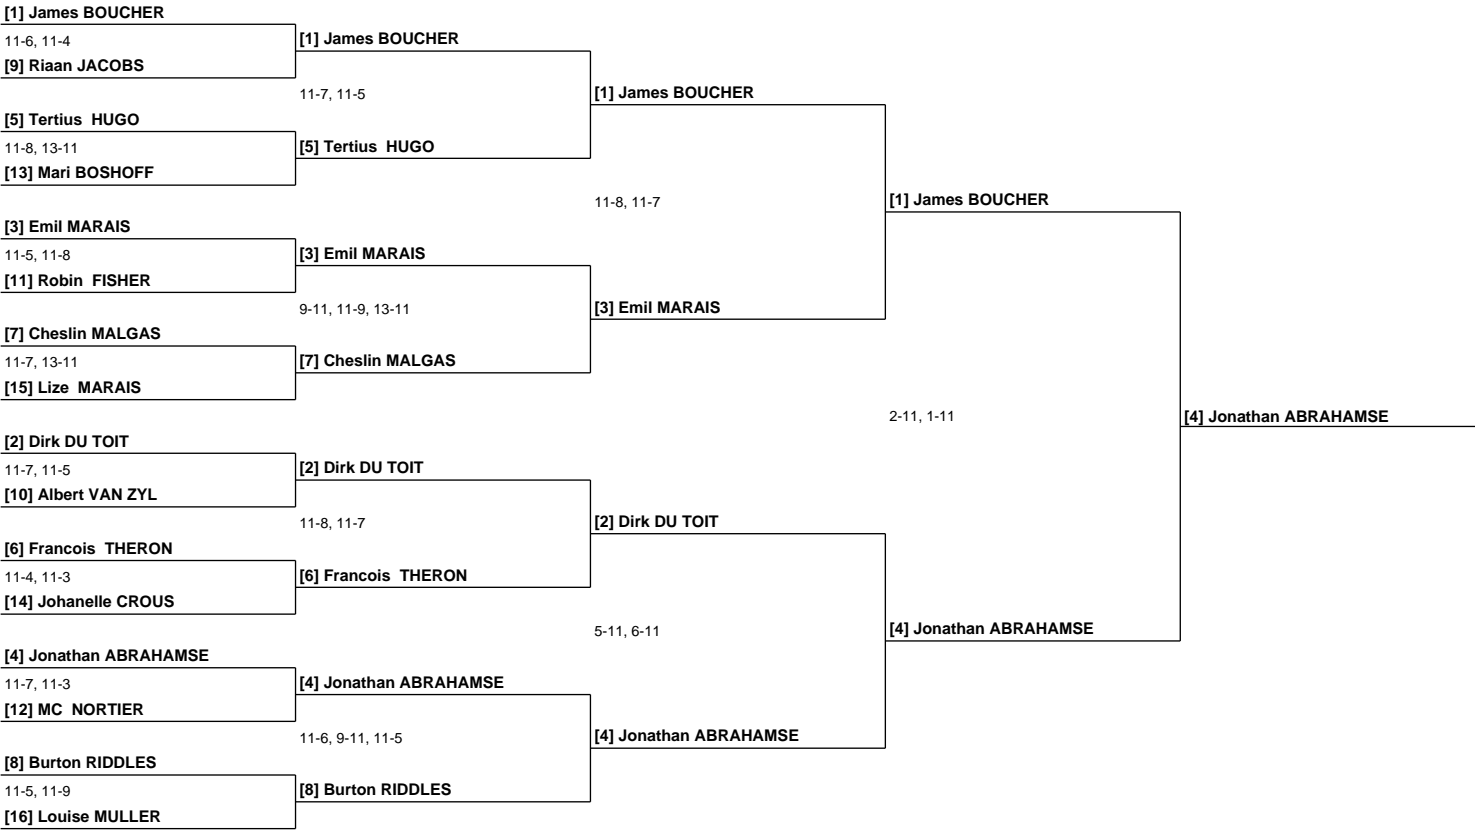 [1] James BOUCHER
11-6, 11-4
[9] Riaan JACOBS
[5] Tertius  HUGO
11-8, 13-11
[13] Mari BOSHOFF
[3] Emil MARAIS
11-5, 11-8
[11] Robin  FISHER
[7] Cheslin MALGAS
11-7, 13-11
[15] Lize  MARAIS
[2] Dirk DU TOIT
11-7, 11-5
[10] Albert VAN ZYL
[6] Francois  THERON
11-4, 11-3
[14] Johanelle CROUS
[4] Jonathan ABRAHAMSE
11-7, 11-3
[12] MC  NORTIER
[8] Burton RIDDLES
11-5, 11-9
[16] Louise MULLER
[1] James BOUCHER
11-7, 11-5
[5] Tertius  HUGO
[3] Emil MARAIS
9-11, 11-9, 13-11
[7] Cheslin MALGAS
[2] Dirk DU TOIT
11-8, 11-7
[6] Francois  THERON
[4] Jonathan ABRAHAMSE
11-6, 9-11, 11-5
[8] Burton RIDDLES
[1] James BOUCHER
11-8, 11-7
[3] Emil MARAIS
[2] Dirk DU TOIT
5-11, 6-11
[4] Jonathan ABRAHAMSE
[1] James BOUCHER
2-11, 1-11
[4] Jonathan ABRAHAMSE
[4] Jonathan ABRAHAMSE